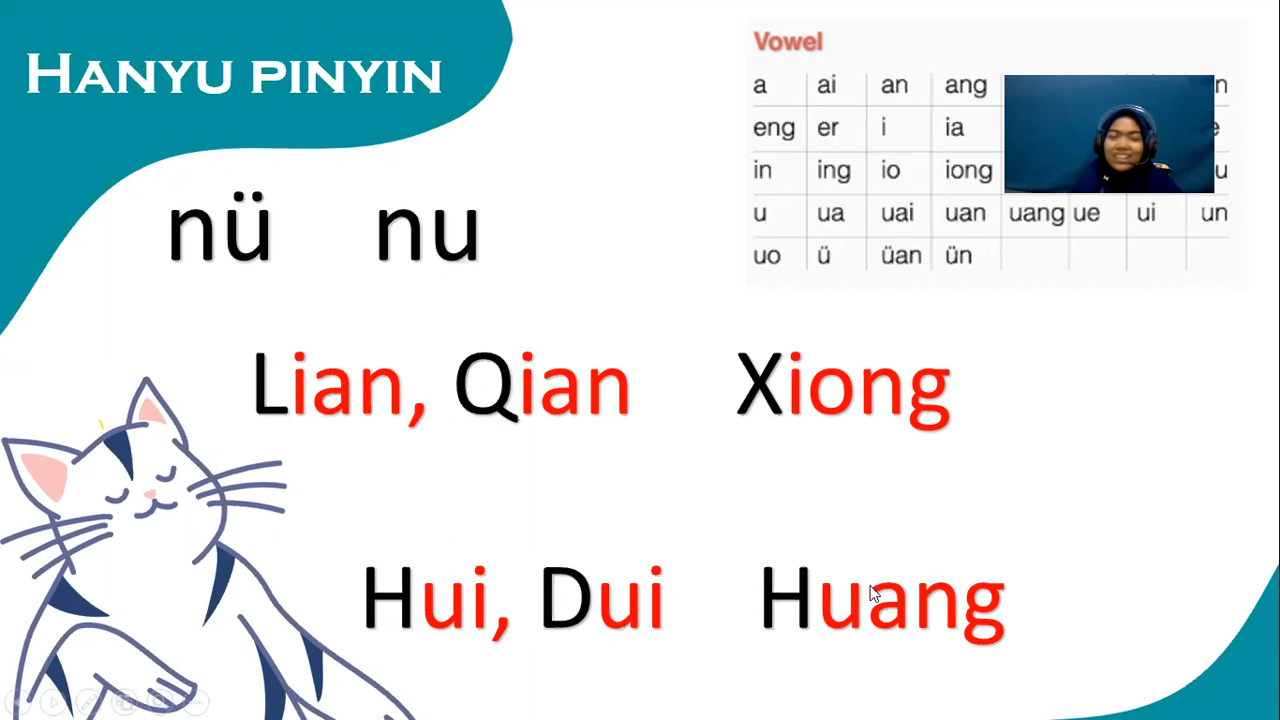 HANYU PINYIN
Vowel
a ai an ang
eng er i ia
in ing io iong
u ua uai uan uang ue ui un
uo ü üan ün
nü nu
Lian, Qian Xiong
Hui, Dui Huang